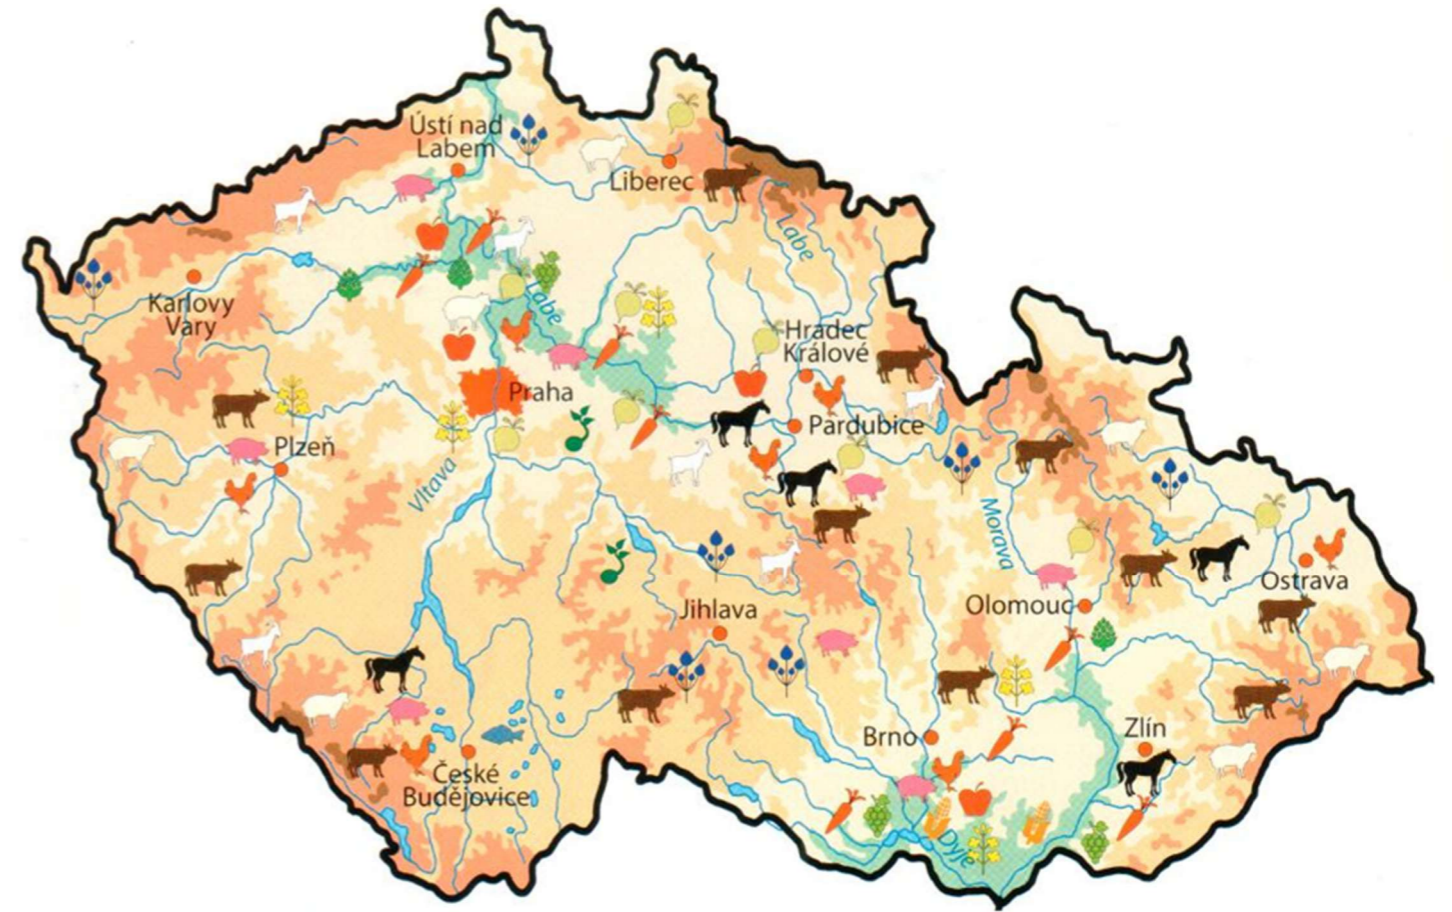 Ústí nad
Labem
Liberec
Labe
Karlovy
Vary
Labe
Hradec
Králové
Praha
Pardubice
Plzeň
Vltava
Morava
Ostrava
Olomouc
Jihlava
Brno
Zlín
České
Budějovice
Dyje